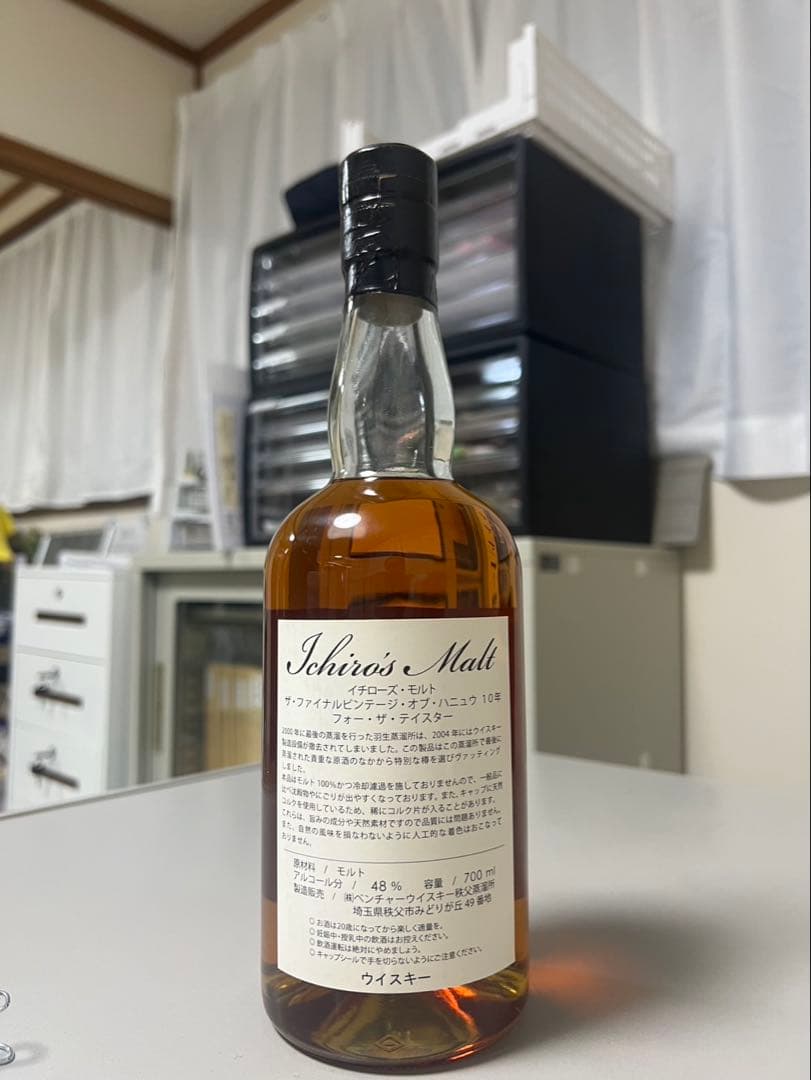 Ichiro's Malt
イチローズ・モルト
ザ・ファイナルビンテージ・オブ・ハニュウ 10年
フォー・ザ・テイスター
2000年に最後の蒸溜を行った羽生蒸溜所は、2004年にはウイスキー
製造設備が撤去されてしまいました。この製品はこの蒸溜所で最後に
蒸溜された貴重な原酒のなかから特別な樽を選びヴァッティング
しました。
本品はモルト100%かつ冷却濾過を施しておりませんので、一般品に
比べ沈殿物やにごりが出やすくなっております。また、キャップに天然
コルクを使用しているため、稀にコルク片が入ることがあります。
これらは、旨みの成分や天然素材ですので品質には問題ありません。
また、自然の風味を損なわないように人工的な着色はおこなって
おりません。
原材料 / モルト
アルコール分 / 48% 容量 / 700ml
製造販売 / ㈱ベンチャーウイスキー秩父蒸溜所
埼玉県秩父市みどりが丘49番地
○お酒は20歳になってから楽しく適量を。
○妊娠中・授乳中の飲酒はお控えください。
○飲酒運転は絶対にやめましょう。
○キャップシールで手を切らないようにご注意ください。
ウイスキー